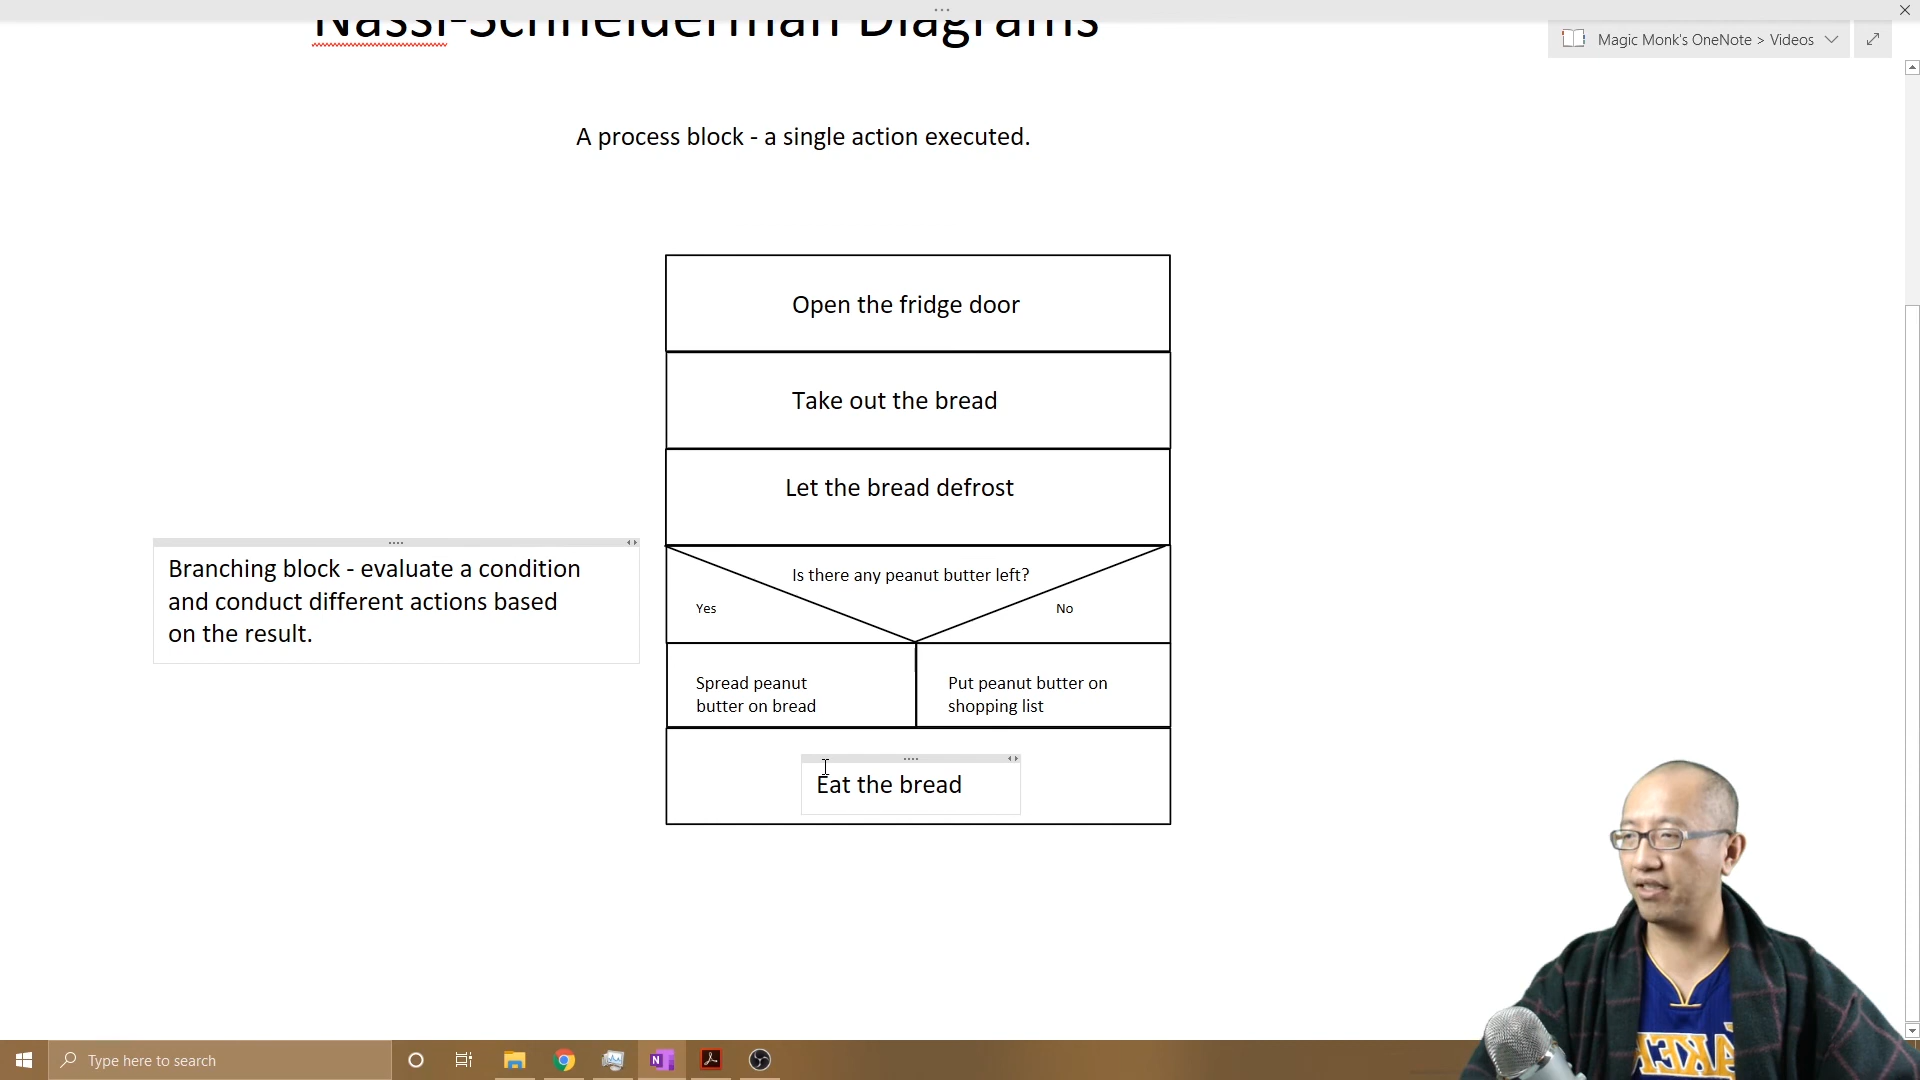 Nassi-Schneiderman Diagrams
Magic Monk's OneNote > Videos
A process block - a single action executed.
Open the fridge door
Take out the bread
Let the bread defrost
Branching block - evaluate a condition
and conduct different actions based
on the result.
Is there any peanut butter left?
Yes
No
Spread peanut
butter on bread
Put peanut butter on
shopping list
Eat the bread
Type here to search